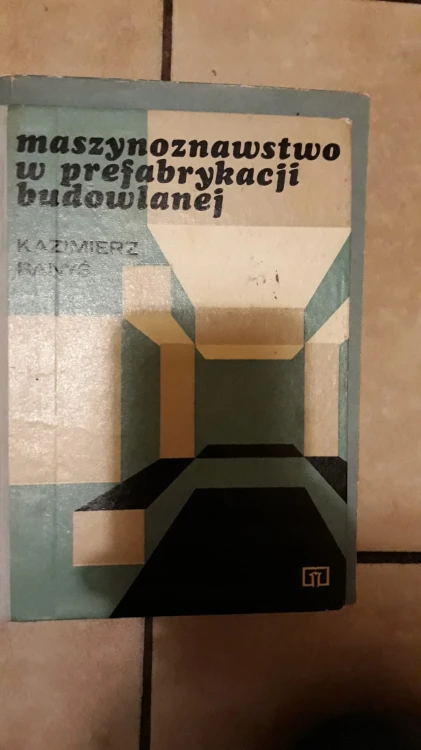 maszynoznawstwo
w prefabrykacji
budowlanej
KAZIMIERZ